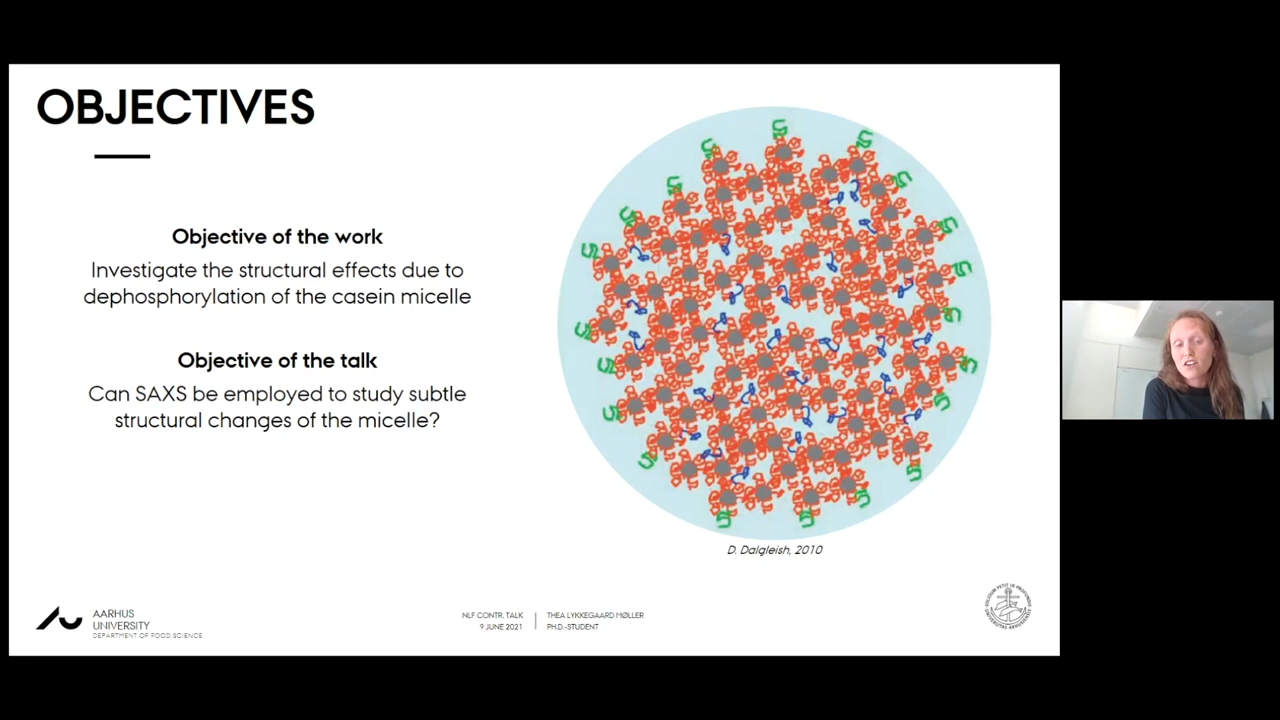 OBJECTIVES
Objective of the work
Investigate the structural effects due to
dephosphorylation of the casein micelle
Objective of the talk
Can SAXS be employed to study subtle
structural changes of the micelle?
D. Dalgleish, 2010
AARHUS
UNIVERSITY
DEPARTMENT OF FOOD SCIENCE
NLF CONTR. TALK
9 JUNE 2021
THEA LYKKEGAARD MØLLER
PH.D.-STUDENT